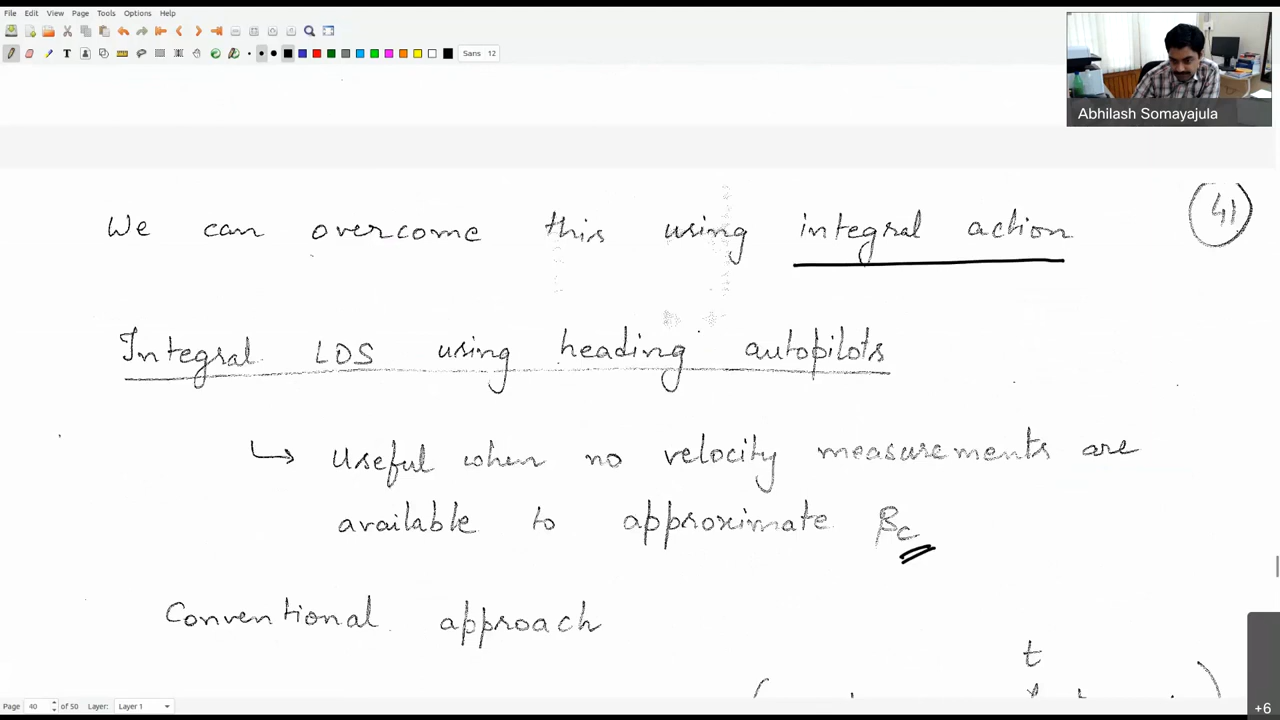 File Edit View Page Tools Options Help
T
Sans 12
Abhilash Somayajula
We can overcome this using integral action
41
Integral LOS using heading autopilots
↳ Useful when no velocity measurements are
available to approximate βc
Conventional approach
t
Page 40 of 50 Layer: Layer 1
+6